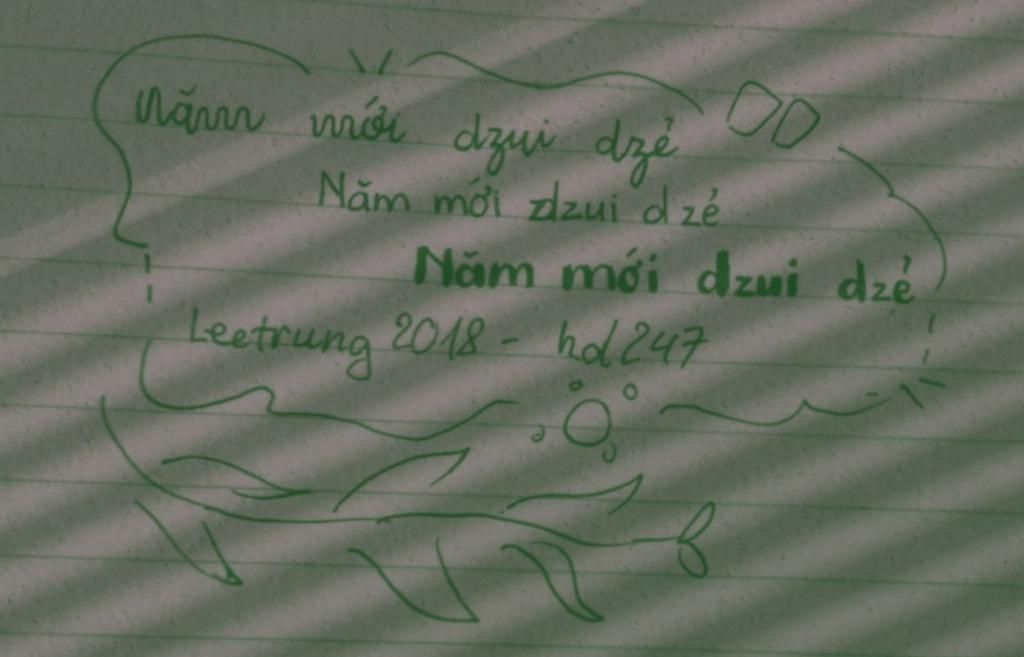 Năm mới dzui dzẻ
Năm mới dzui dzẻ
Năm mới dzui dzẻ
Leetrung 2018 - hd247